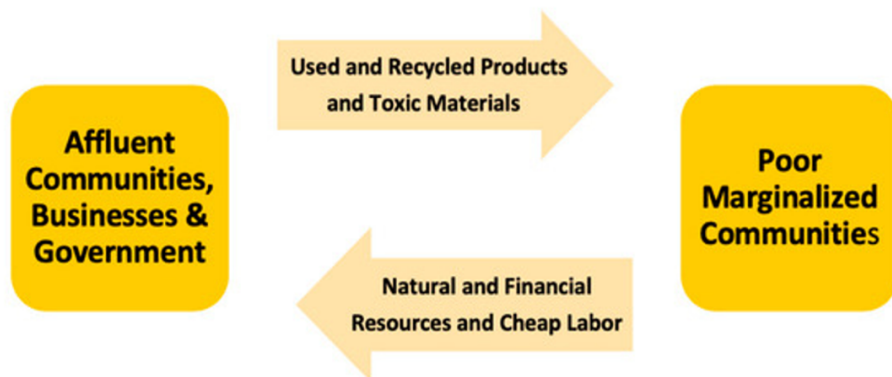 Used and Recycled Products
and Toxic Materials
Affluent
Communities,
Businesses &
Government
Poor
Marginalized
Communities
Natural and Financial
Resources and Cheap Labor